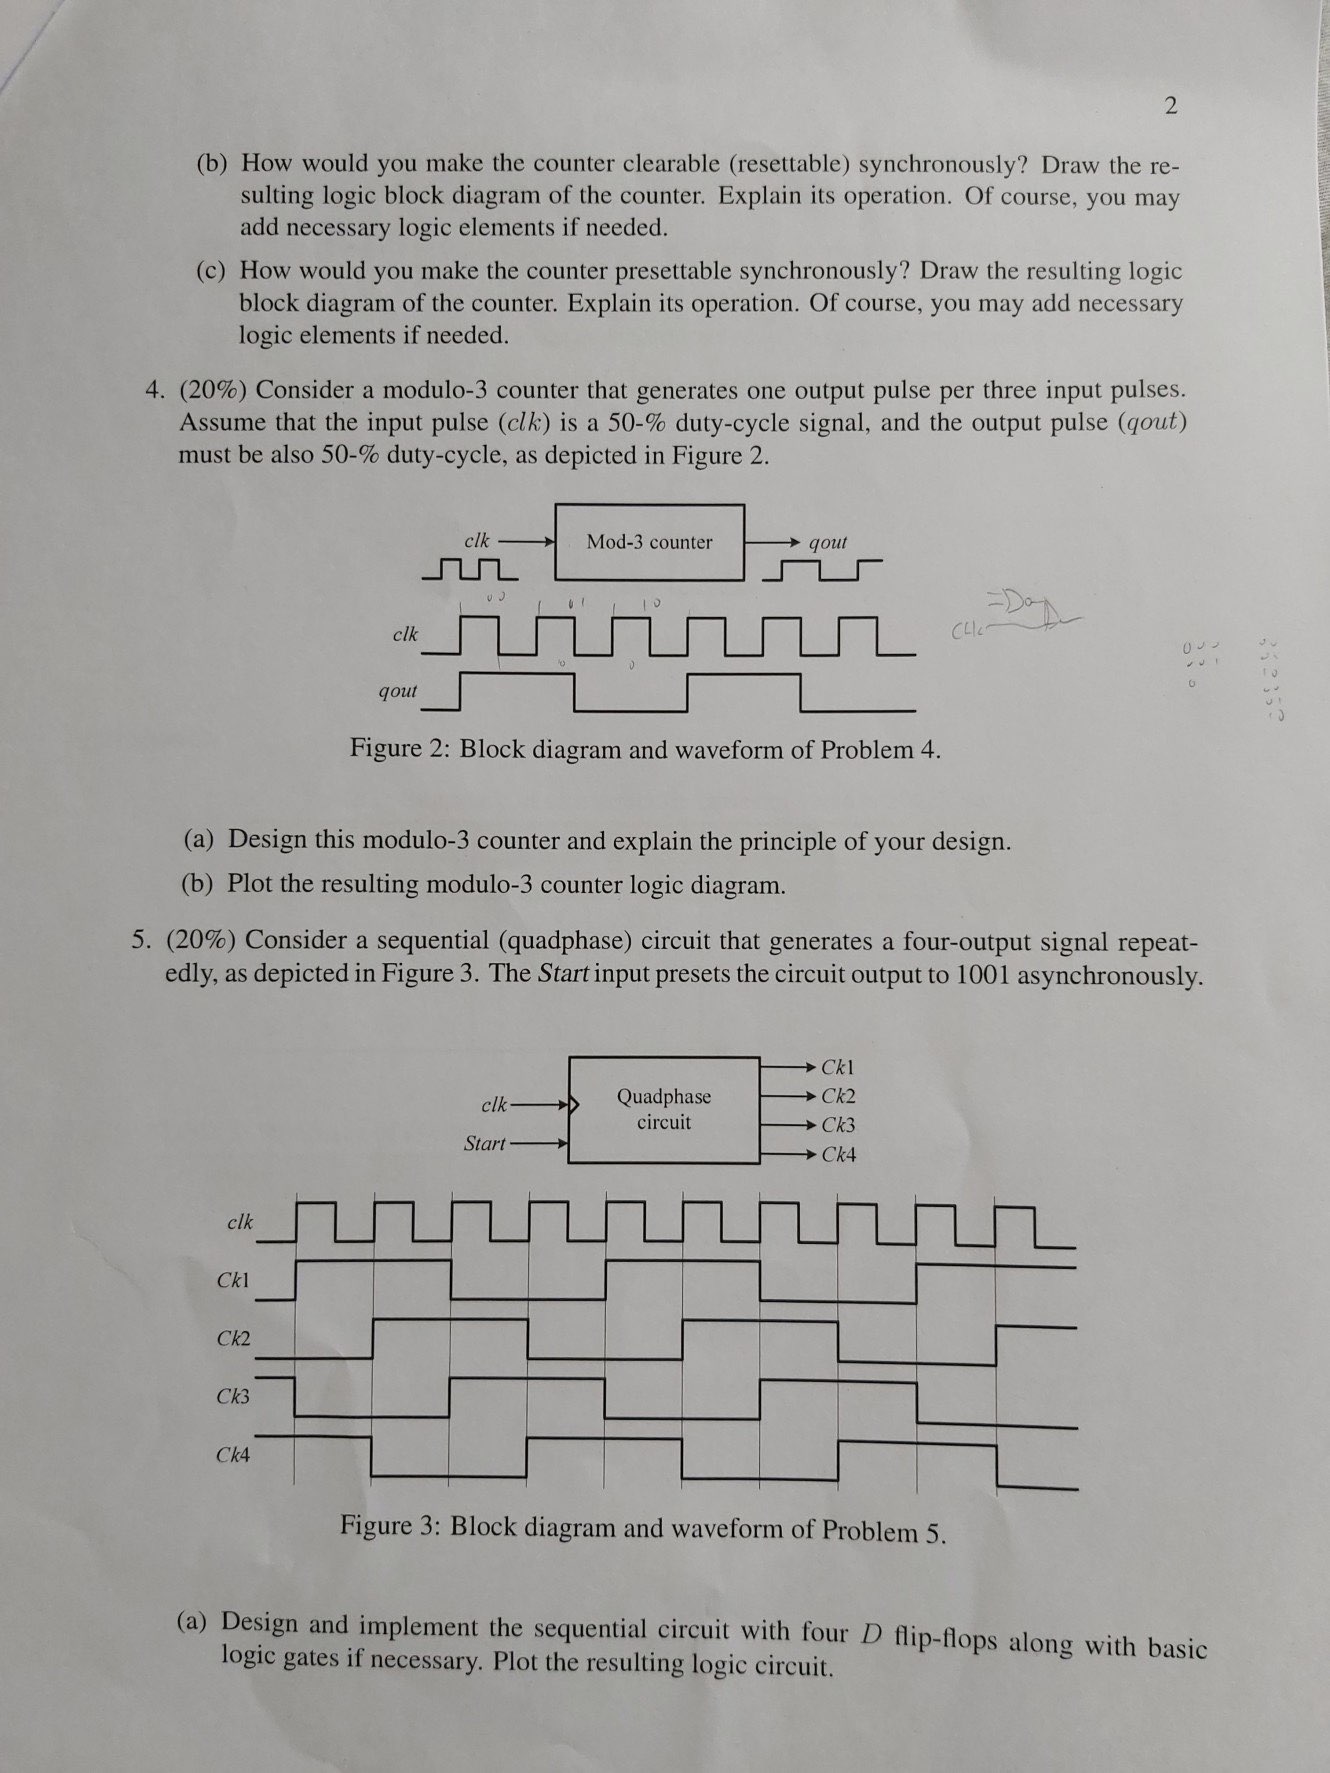 2
(b) How would you make the counter clearable (resettable) synchronously? Draw the re-
sulting logic block diagram of the counter. Explain its operation. Of course, you may
add necessary logic elements if needed.
(c) How would you make the counter presettable synchronously? Draw the resulting logic
block diagram of the counter. Explain its operation. Of course, you may add necessary
logic elements if needed.
4. (20%) Consider a modulo-3 counter that generates one output pulse per three input pulses.
Assume that the input pulse (clk) is a 50-% duty-cycle signal, and the output pulse (qout)
must be also 50-% duty-cycle, as depicted in Figure 2.
clk Mod-3 counter qout
00 01 10
clk
qout
Figure 2: Block diagram and waveform of Problem 4.
(a) Design this modulo-3 counter and explain the principle of your design.
(b) Plot the resulting modulo-3 counter logic diagram.
5. (20%) Consider a sequential (quadphase) circuit that generates a four-output signal repeat-
edly, as depicted in Figure 3. The Start input presets the circuit output to 1001 asynchronously.
clk
Start
Quadphase
circuit
Ck1
Ck2
Ck3
Ck4
clk
Ck1
Ck2
Ck3
Ck4
Figure 3: Block diagram and waveform of Problem 5.
(a) Design and implement the sequential circuit with four D flip-flops along with basic
logic gates if necessary. Plot the resulting logic circuit.